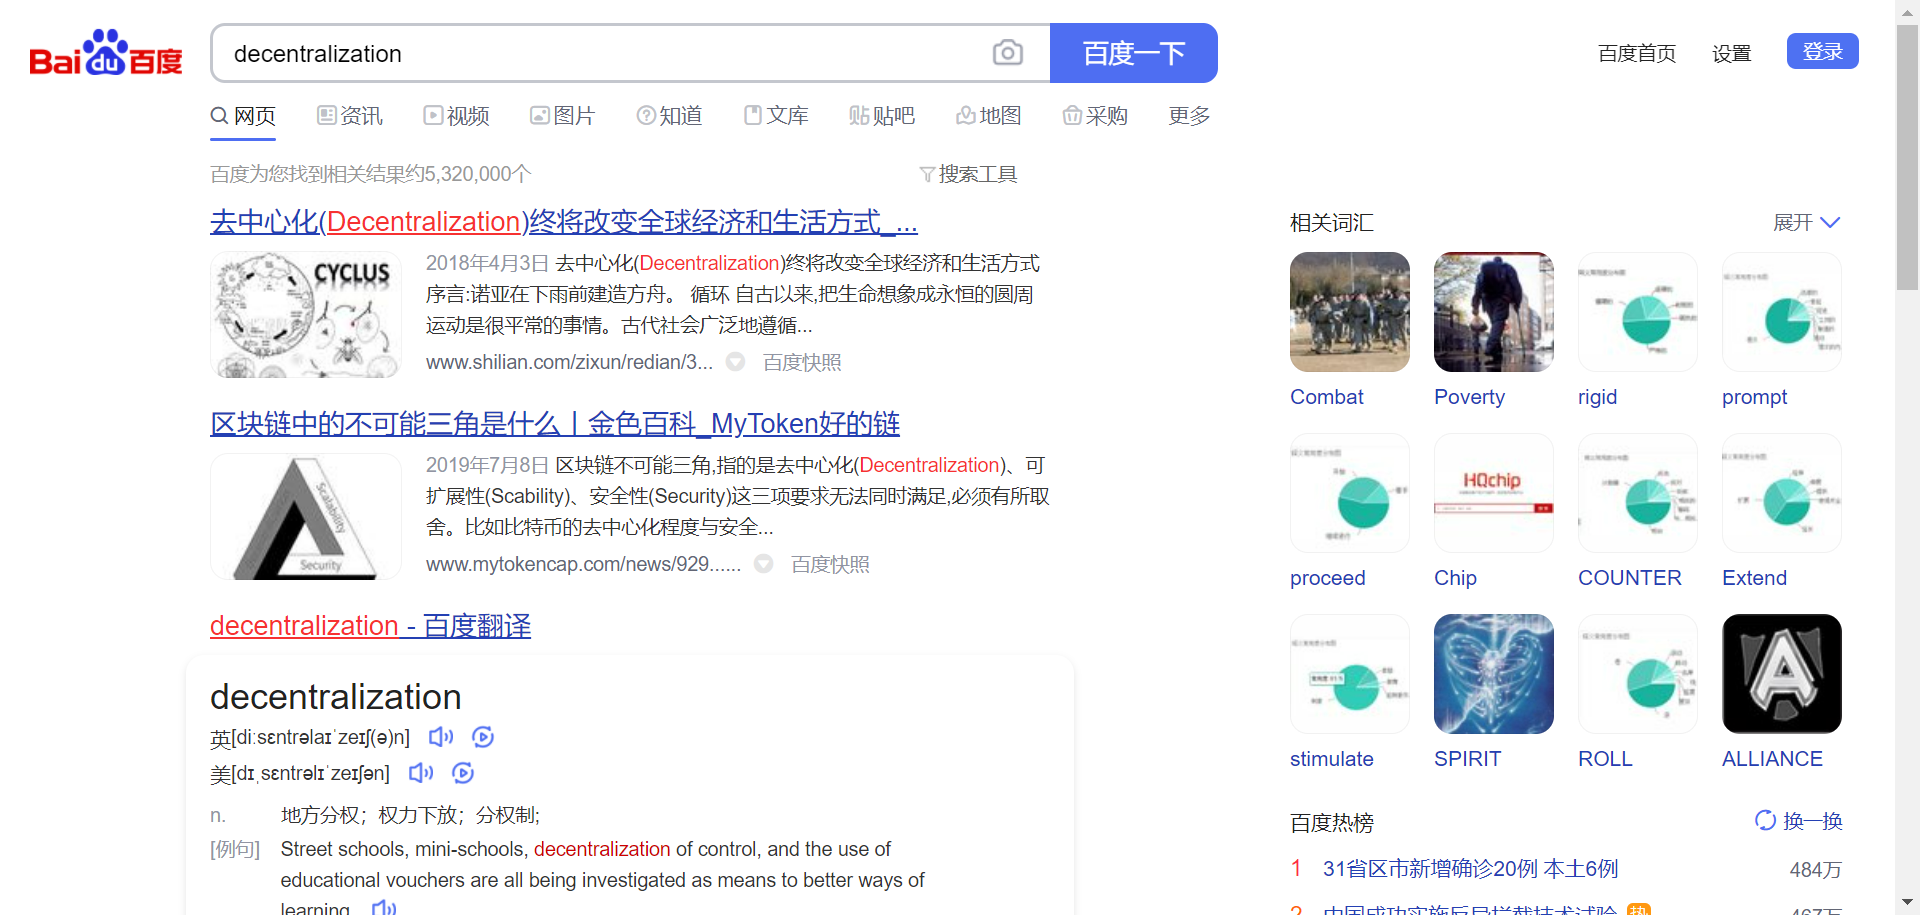 Bai du 百度
decentralization
百度一下
百度首页
设置
登录
网页
资讯
视频
图片
知道
文库
贴吧
地图
采购
更多
百度为您找到相关结果约5,320,000个
搜索工具
去中心化(Decentralization)终将改变全球经济和生活方式_...
CYCLUS
2018年4月3日 去中心化(Decentralization)终将改变全球经济和生活方式
序言:诺亚在下雨前建造方舟。 循环 自古以来,把生命想象成永恒的圆周
运动是很平常的事情。古代社会广泛地遵循...
www.shilian.com/zixun/redian/3...
百度快照
区块链中的不可能三角是什么丨金色百科_MyToken好的链
Scalability
Security
2019年7月8日 区块链不可能三角,指的是去中心化(Decentralization)、可
扩展性(Scability)、安全性(Security)这三项要求无法同时满足,必须有所取
舍。比如比特币的去中心化程度与安全...
www.mytokencap.com/news/929......
百度快照
decentralization - 百度翻译
decentralization
英[diːsɛntrəlaɪˈzeɪʃ(ə)n]
美[dɪˌsɛntrəlɪˈzeɪʃən]
n. 地方分权；权力下放；分权制;
[例句] Street schools, mini-schools, decentralization of control, and the use of
educational vouchers are all being investigated as means to better ways of
learning.
相关词汇
展开
Combat
Poverty
rigid
prompt
HQchip
proceed
Chip
COUNTER
Extend
stimulate
SPIRIT
ROLL
ALLIANCE
百度热榜
换一换
1 31省区市新增确诊20例 本土6例 484万
2 中国成功实施反导拦截技术试验 热 467万